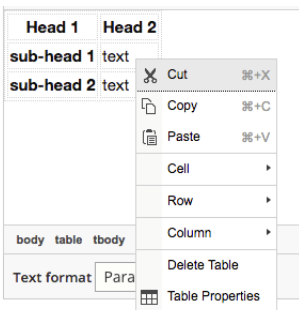 Head 1 Head 2
sub-head 1 text
sub-head 2 text
Cut ⌘+X
Copy ⌘+C
Paste ⌘+V
Cell
Row
Column
Delete Table
Table Properties
body table tbody
Text format Para